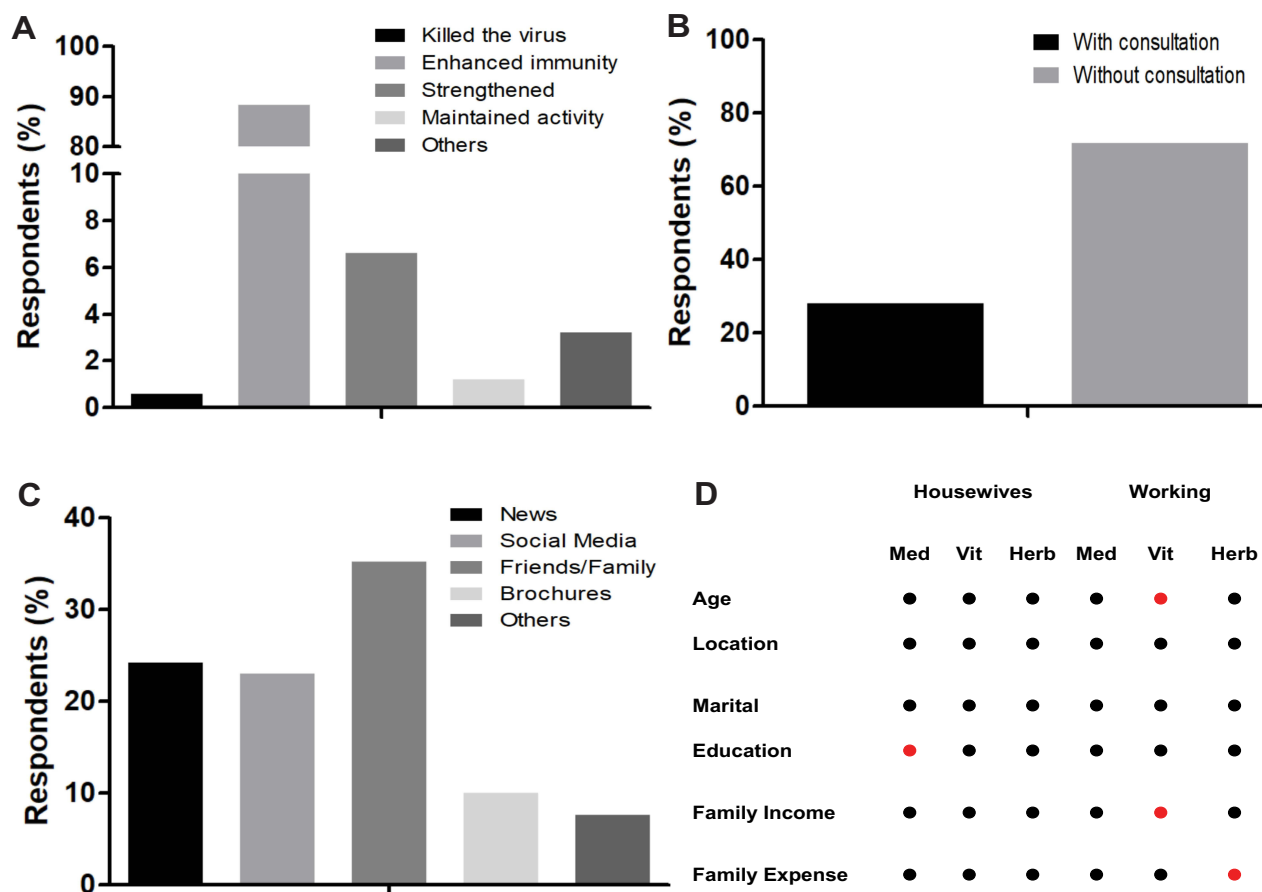 A
Respondents (%)
100
90
80
10
8
6
4
2
0
Killed the virus
Enhanced immunity
Strengthened
Maintained activity
Others
B
Respondents (%)
100
80
60
40
20
0
With consultation
Without consultation
C
Respondents (%)
40
30
20
10
0
News
Social Media
Friends/Family
Brochures
Others
D
Housewives Working
Med Vit Herb Med Vit Herb
Age
Location
Marital
Education
Family Income
Family Expense